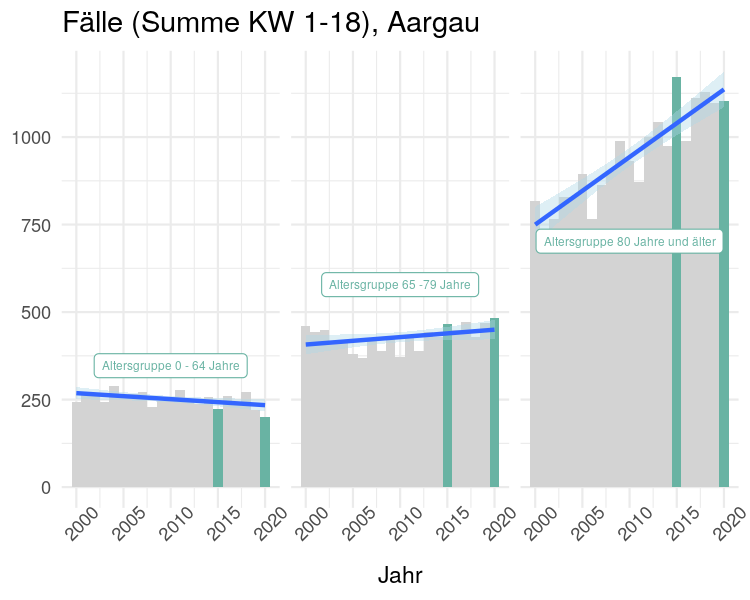 Fälle (Summe KW 1-18), Aargau
1000
750
500
250
0
Altersgruppe 0 - 64 Jahre
Altersgruppe 65 -79 Jahre
Altersgruppe 80 Jahre und älter
2000 2005 2010 2015 2020
2000 2005 2010 2015 2020
2000 2005 2010 2015 2020
Jahr